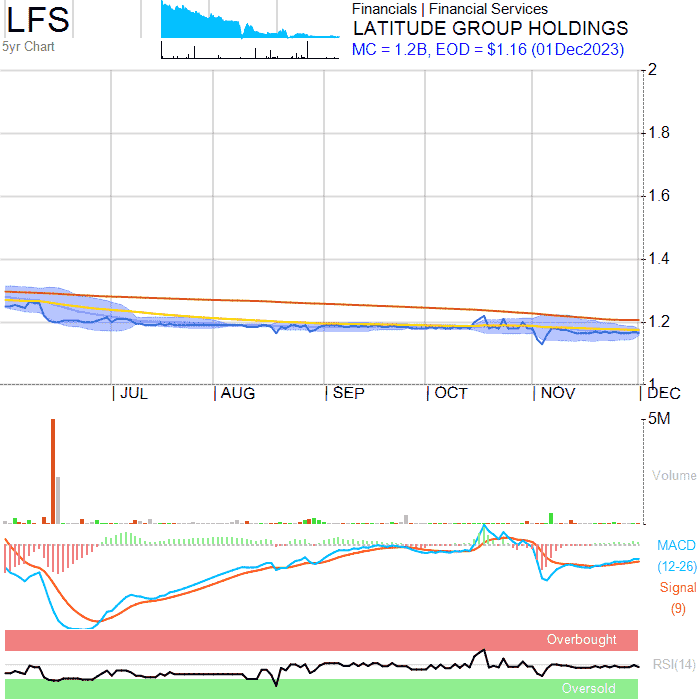 LFS
5yr Chart
Financials | Financial Services
LATITUDE GROUP HOLDINGS
MC = 1.2B, EOD = $1.16 (01Dec2023)
2
1.8
1.6
1.4
1.2
1
JUL
AUG
SEP
OCT
NOV
DEC
5M
Volume
MACD
(12-26)
Signal
(9)
Overbought
RSI(14)
Oversold